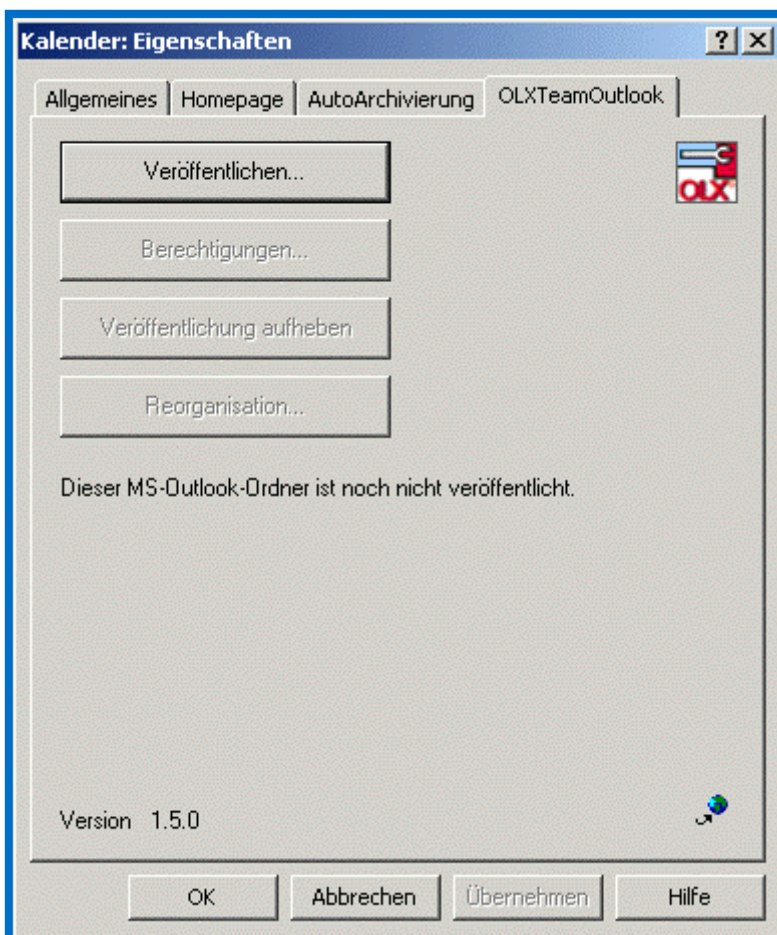 Kalender: Eigenschaften
Allgemeines Homepage AutoArchivierung OLXTeamOutlook
Veröffentlichen...
OLX
Berechtigungen...
Veröffentlichung aufheben
Reorganisation...
Dieser MS-Outlook-Ordner ist noch nicht veröffentlicht.
Version 1.5.0
OK Abbrechen Übernehmen Hilfe